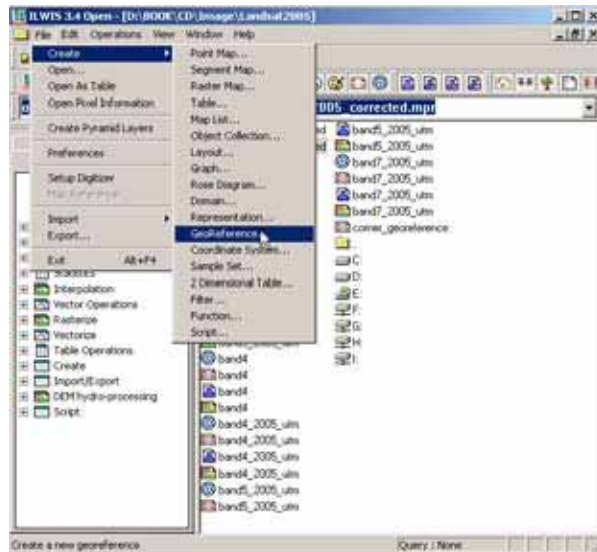 ILWIS 3.4 Open - [D:\BOOK\CD\Image\Landsat2005]
File Edit Operations View Window Help
Create
Open...
Open As Table
Open Pixel Information
Create Pyramid Layers
Preferences
Setup Digitizer
Map Reference
Import
Export...
Exit Alt+F4
Point Map...
Segment Map...
Raster Map...
Table...
Map List...
Object Collection...
Layout...
Graph...
Rose Diagram...
Domain...
Representation...
GeoReference...
Coordinate System...
Sample Set...
2 Dimensional Table...
Filter...
Function...
Script...
005_corrected.mpr
Statistics
Interpolation
Vector Operations
Rasterize
Vectorize
Table Operations
Create
Import/Export
DEM hydro-processing
Script
band4
band4
band4
band4
band4_2005_utm
band4_2005_utm
band4_2005_utm
band4_2005_utm
band5_2005_utm
band5_2005_utm
band5_2005_utm
band5_2005_utm
band7_2005_utm
band7_2005_utm
band7_2005_utm
band7_2005_utm
..
C:
D:
E:
F:
G:
H:
I:
Create a new georeference
Query : None